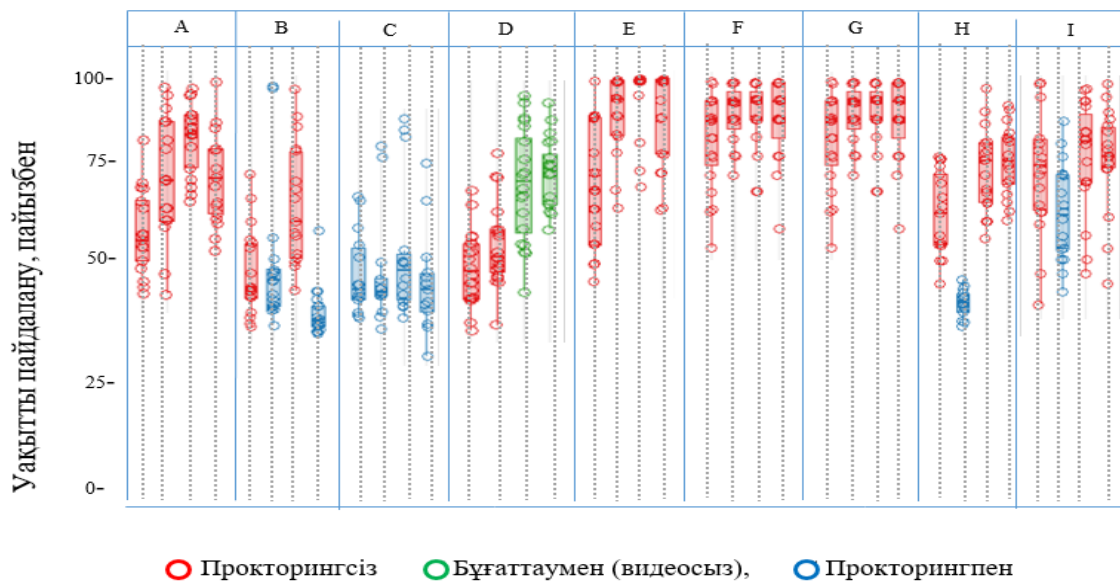 A B C D E F G H I
100-
75-
50-
25-
0-
Уақытты пайдалану, пайызбен
Прокторингсіз Бұғаттаумен (видеосыз), Прокторингпен